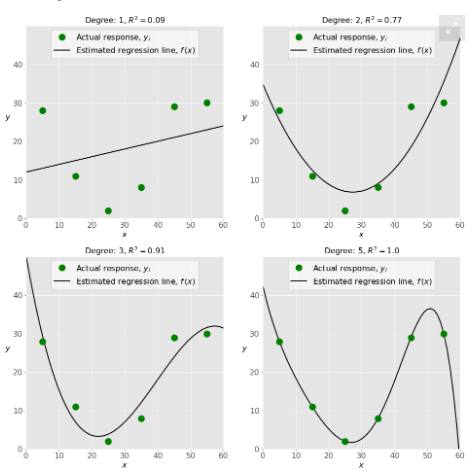 Degree: 1, R² = 0.09
Actual response, yᵢ
Estimated regression line, f(x)
40
30
y
20
10
0
0 10 20 30 40 50 60
x
Degree: 2, R² = 0.77
Actual response, yᵢ
Estimated regression line, f(x)
40
30
y
20
10
0
0 10 20 30 40 50 60
x
Degree: 3, R² = 0.91
Actual response, yᵢ
Estimated regression line, f(x)
40
30
y
20
10
0
0 10 20 30 40 50 60
x
Degree: 5, R² = 1.0
Actual response, yᵢ
Estimated regression line, f(x)
40
30
y
20
10
0
0 10 20 30 40 50 60
x